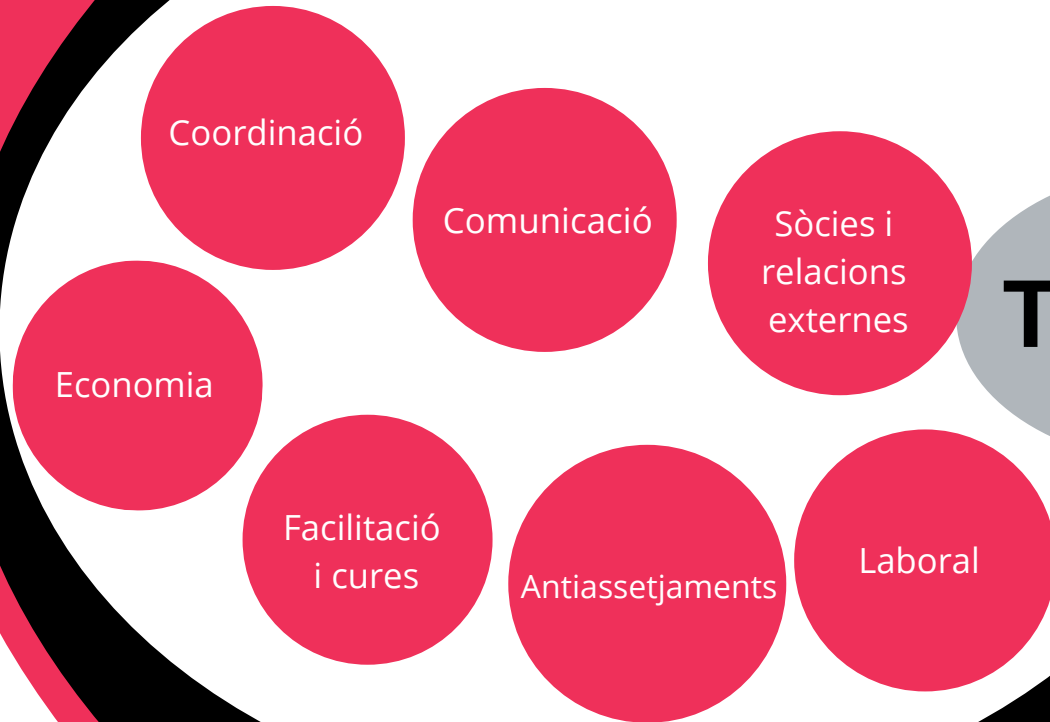 Coordinació
Comunicació
Sòcies i
relacions
externes
T
Economia
Facilitació
i cures
Antiassetjaments
Laboral